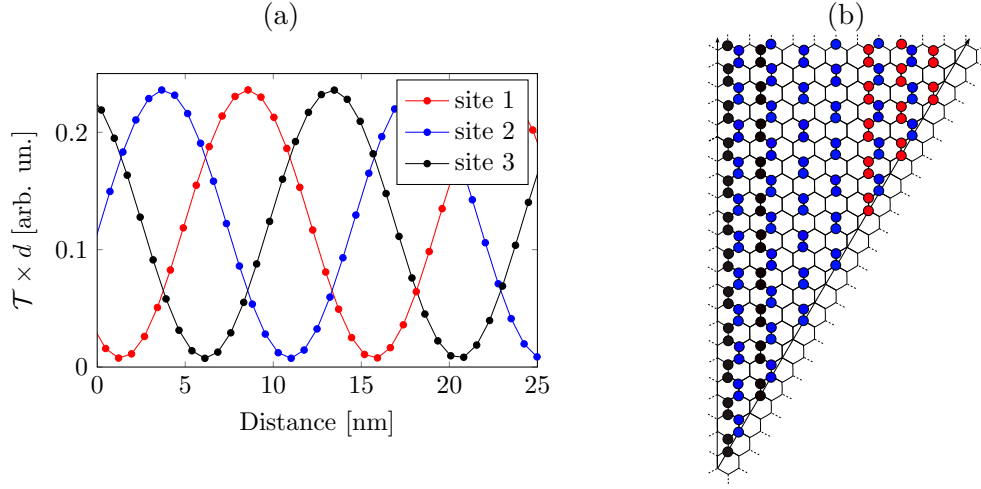 (a)
(b)
site 1
site 2
site 3
0.2
0.1
0
𝒯 × d [arb. un.]
0 5 10 15 20 25
Distance [nm]